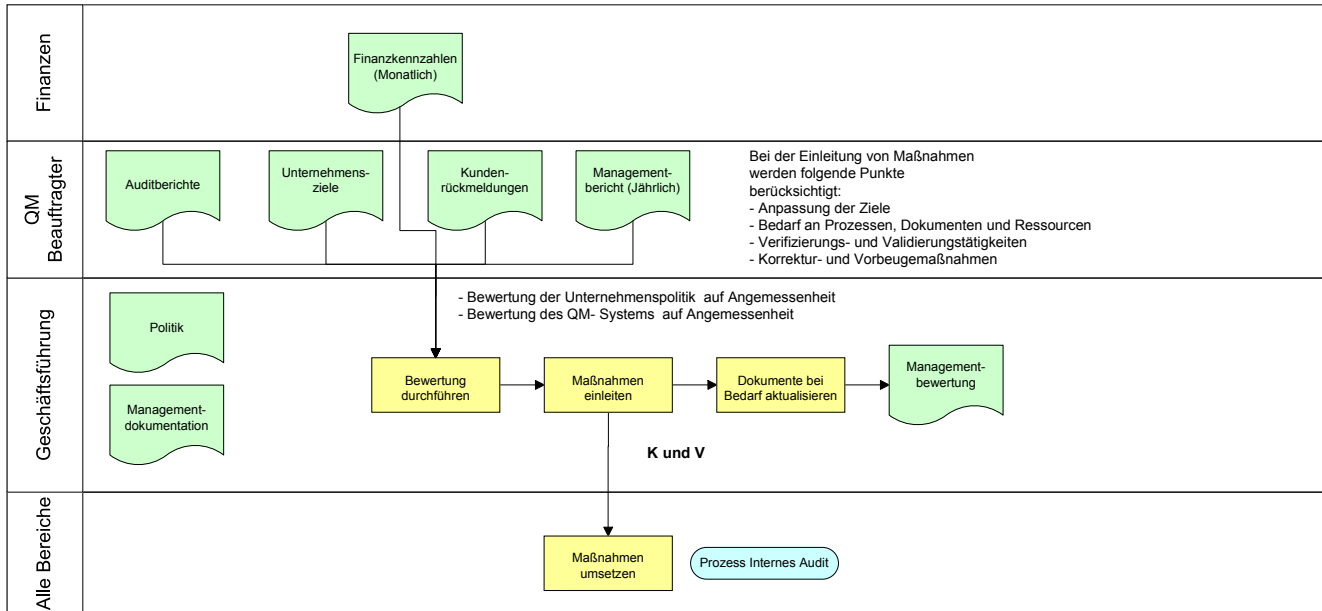 Finanzen
Finanzkennzahlen
(Monatlich)
QM
Beauftragter
Auditberichte
Unternehmens-
ziele
Kunden-
rückmeldungen
Management-
bericht (Jährlich)
Bei der Einleitung von Maßnahmen
werden folgende Punkte
berücksichtigt:
- Anpassung der Ziele
- Bedarf an Prozessen, Dokumenten und Ressourcen
- Verifizierungs- und Validierungstätigkeiten
- Korrektur- und Vorbeugemaßnahmen
Geschäftsführung
Politik
Management-
dokumentation
- Bewertung der Unternehmenspolitik auf Angemessenheit
- Bewertung des QM- Systems auf Angemessenheit
Bewertung
durchführen
Maßnahmen
einleiten
Dokumente bei
Bedarf aktualisieren
Management-
bewertung
K und V
Alle Bereiche
Maßnahmen
umsetzen
Prozess Internes Audit